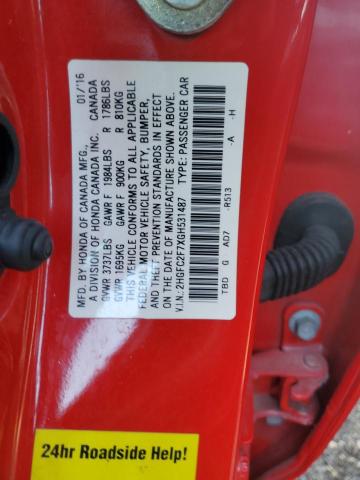 MFD. BY HONDA OF CANADA MFG., 01/'16
A DIVISION OF HONDA CANADA INC. CANADA
GVWR 3737LBS GAWR F 1984LBS R 1786LBS
GVWR 1695KG GAWR F 900KG R 810KG
THIS VEHICLE CONFORMS TO ALL APPLICABLE
FEDERAL MOTOR VEHICLE SAFETY, BUMPER,
AND THEFT PREVENTION STANDARDS IN EFFECT
ON THE DATE OF MANUFACTURE SHOWN ABOVE.
V.I.N.: 2HGFC2F7XGH531487 TYPE: PASSENGER CAR
TBD G AD7 -R513 -A -H
24hr Roadside Help!